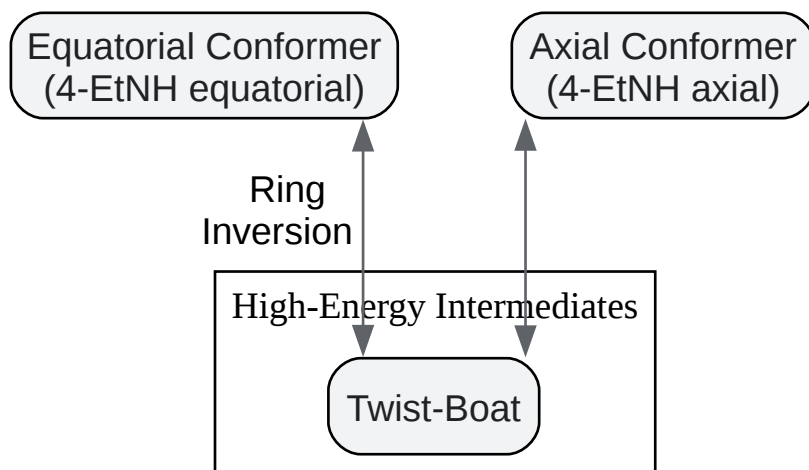 Equatorial Conformer
(4-EtNH equatorial)
Axial Conformer
(4-EtNH axial)
Ring
Inversion
High-Energy Intermediates
Twist-Boat